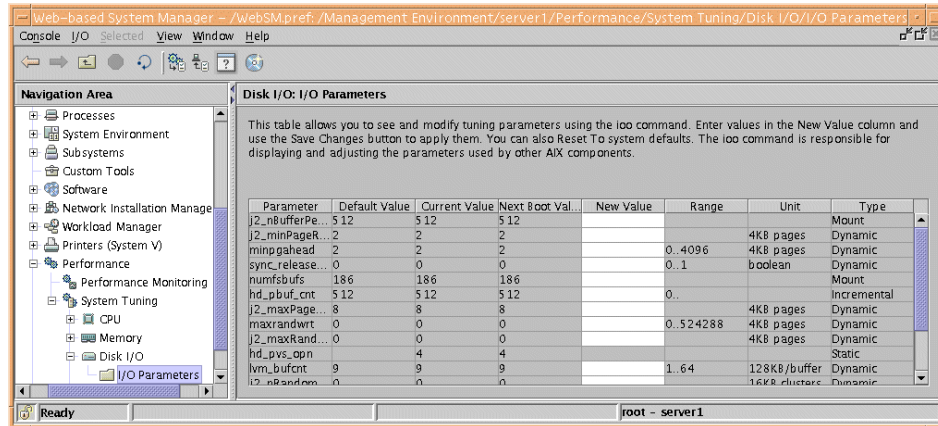 Web-based System Manager - /WebSM.pref: /Management Environment/server1/Performance/System Tuning/Disk I/O/I/O Parameters
Console I/O Selected View Window Help
Navigation Area
Processes
System Environment
Subsystems
Custom Tools
Software
Network Installation Manage
Workload Manager
Printers (System V)
Performance
Performance Monitoring
System Tuning
CPU
Memory
Disk I/O
I/O Parameters
Disk I/O: I/O Parameters
This table allows you to see and modify tuning parameters using the ioo command. Enter values in the New Value column and
use the Save Changes button to apply them. You can also Reset To system defaults. The ioo command is responsible for
displaying and adjusting the parameters used by other AIX components.
Parameter Default Value Current Value Next Boot Val... New Value Range Unit Type
j2_nBufferPe... 512 512 512 Mount
j2_minPageR... 2 2 2 4KB pages Dynamic
minpgahead 2 2 2 0..4096 4KB pages Dynamic
sync_release... 0 0 0 0..1 boolean Dynamic
numfsbufs 186 186 186 Mount
hd_pbuf_cnt 512 512 512 0.. Incremental
j2_maxPage... 8 8 8 4KB pages Dynamic
maxrandwrt 0 0 0 0..524288 4KB pages Dynamic
j2_maxRand... 0 0 0 4KB pages Dynamic
hd_pvs_opn 4 4 Static
lvm_bufcnt 9 9 9 1..64 128KB/buffer Dynamic
j2_nRandom 0 0 0 16KB clusters Dynamic
Ready
root - server1